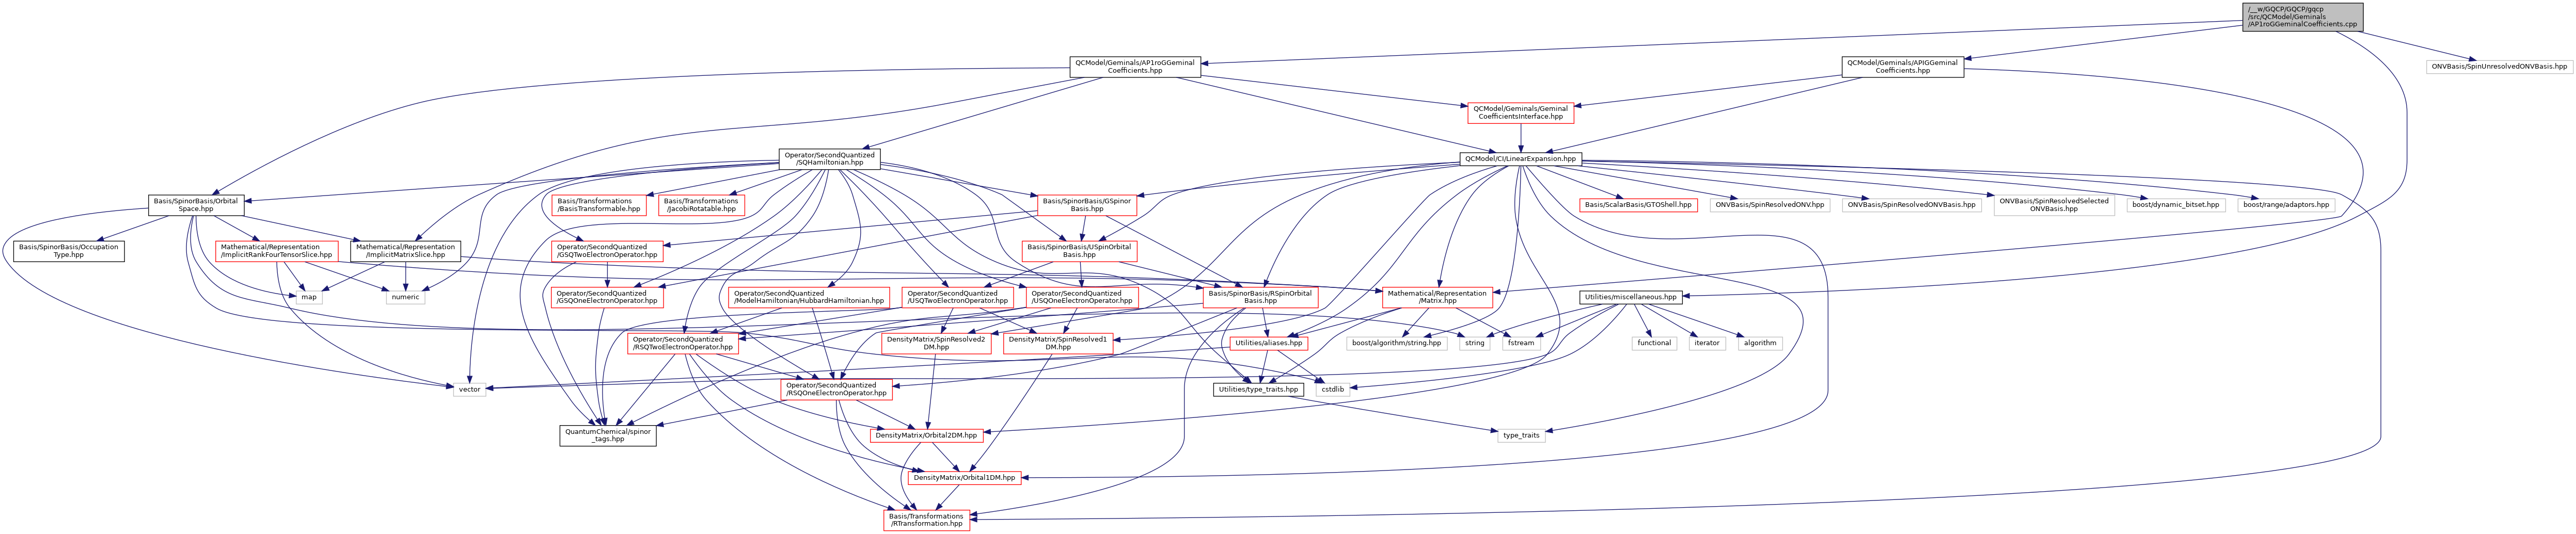 /__w/GQCP/GQCP/gqcp
/src/QCModel/Geminals
/AP1roGGeminalCoefficients.cpp
QCModel/Geminals/AP1roGGeminal
Coefficients.hpp
QCModel/Geminals/APIGGeminal
Coefficients.hpp
ONVBasis/SpinUnresolvedONVBasis.hpp
QCModel/Geminals/Geminal
CoefficientsInterface.hpp
Operator/SecondQuantized
/SQHamiltonian.hpp
QCModel/CI/LinearExpansion.hpp
Basis/SpinorBasis/Orbital
Space.hpp
Basis/Transformations
/BasisTransformable.hpp
Basis/Transformations
/JacobiRotatable.hpp
Basis/SpinorBasis/GSpinor
Basis.hpp
Basis/ScalarBasis/GTOShell.hpp
ONVBasis/SpinResolvedONV.hpp
ONVBasis/SpinResolvedONVBasis.hpp
ONVBasis/SpinResolvedSelected
ONVBasis.hpp
boost/dynamic_bitset.hpp
boost/range/adaptors.hpp
Basis/SpinorBasis/Occupation
Type.hpp
Mathematical/Representation
/ImplicitRankFourTensorSlice.hpp
Mathematical/Representation
/ImplicitMatrixSlice.hpp
Operator/SecondQuantized
/GSQTwoElectronOperator.hpp
Basis/SpinorBasis/USpinOrbital
Basis.hpp
map
numeric
Operator/SecondQuantized
/GSQOneElectronOperator.hpp
Operator/SecondQuantized
/ModelHamiltonian/HubbardHamiltonian.hpp
Operator/SecondQuantized
/USQTwoElectronOperator.hpp
Operator/SecondQuantized
/USQOneElectronOperator.hpp
Basis/SpinorBasis/RSpinOrbital
Basis.hpp
Mathematical/Representation
/Matrix.hpp
Utilities/miscellaneous.hpp
Operator/SecondQuantized
/RSQTwoElectronOperator.hpp
DensityMatrix/SpinResolved2
DM.hpp
DensityMatrix/SpinResolved1
DM.hpp
Utilities/aliases.hpp
boost/algorithm/string.hpp
string
fstream
functional
iterator
algorithm
vector
Operator/SecondQuantized
/RSQOneElectronOperator.hpp
Utilities/type_traits.hpp
cstdlib
QuantumChemical/spinor
_tags.hpp
DensityMatrix/Orbital2DM.hpp
type_traits
DensityMatrix/Orbital1DM.hpp
Basis/Transformations
/RTransformation.hpp